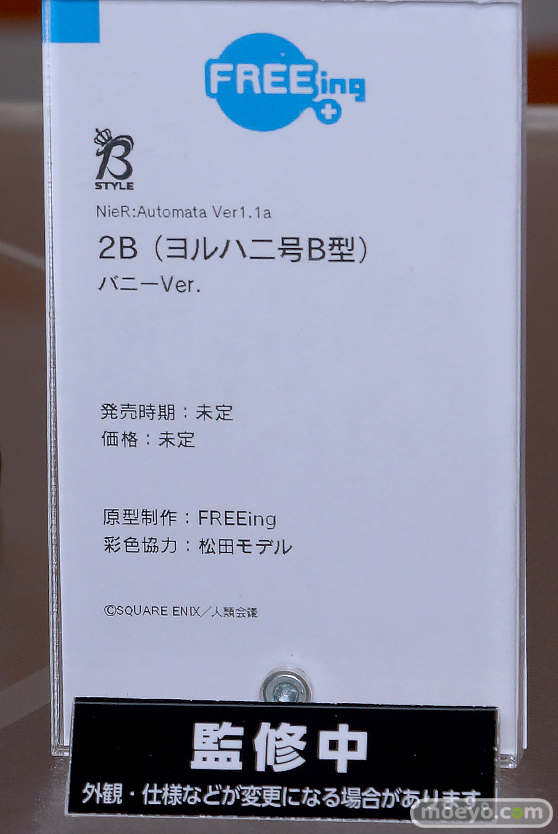 FREEing
B
STYLE
NieR:Automata Ver1.1a
2B（ヨルハ二号B型）
バニーVer.
発売時期：未定
価格：未定
原型制作：FREEing
彩色協力：松田モデル
©SQUARE ENIX／人類会議
監修中
外観・仕様などが変更になる場合があります。
moeyo.com